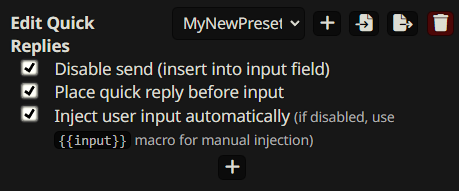 Edit Quick MyNewPreset
Replies
Disable send (insert into input field)
Place quick reply before input
Inject user input automatically (if disabled, use
{{input}} macro for manual injection)